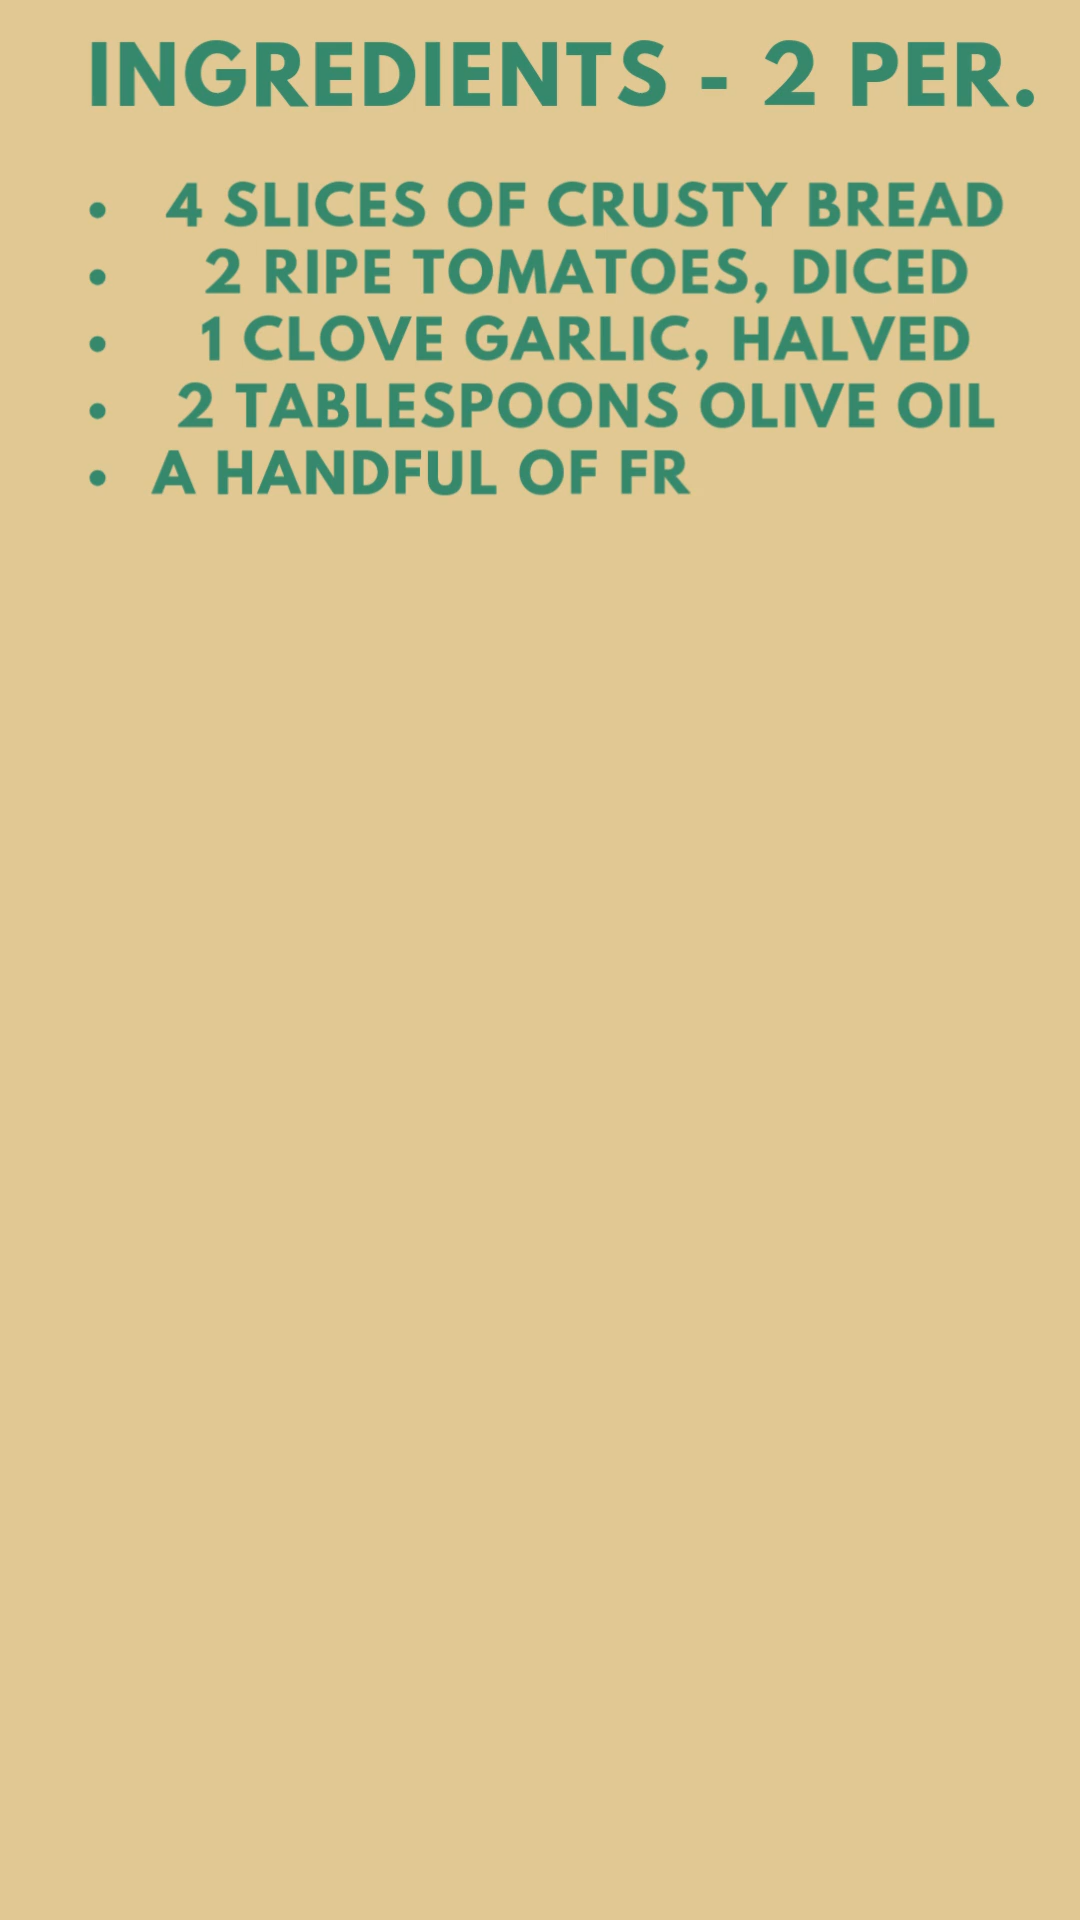 INGREDIENTS - 2 PER.
• 4 SLICES OF CRUSTY BREAD
• 2 RIPE TOMATOES, DICED
• 1 CLOVE GARLIC, HALVED
• 2 TABLESPOONS OLIVE OIL
• A HANDFUL OF FR